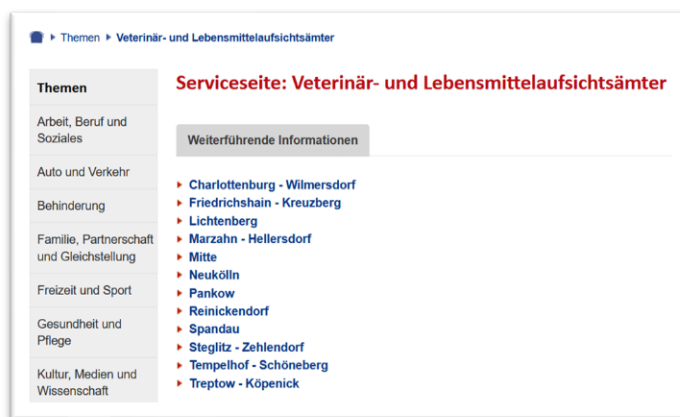 Themen Veterinär- und Lebensmittelaufsichtsämter
Themen
Arbeit, Beruf und
Soziales
Auto und Verkehr
Behinderung
Familie, Partnerschaft
und Gleichstellung
Freizeit und Sport
Gesundheit und
Pflege
Kultur, Medien und
Wissenschaft
Serviceseite: Veterinär- und Lebensmittelaufsichtsämter
Weiterführende Informationen
Charlottenburg - Wilmersdorf
Friedrichshain - Kreuzberg
Lichtenberg
Marzahn - Hellersdorf
Mitte
Neukölln
Pankow
Reinickendorf
Spandau
Steglitz - Zehlendorf
Tempelhof - Schöneberg
Treptow - Köpenick